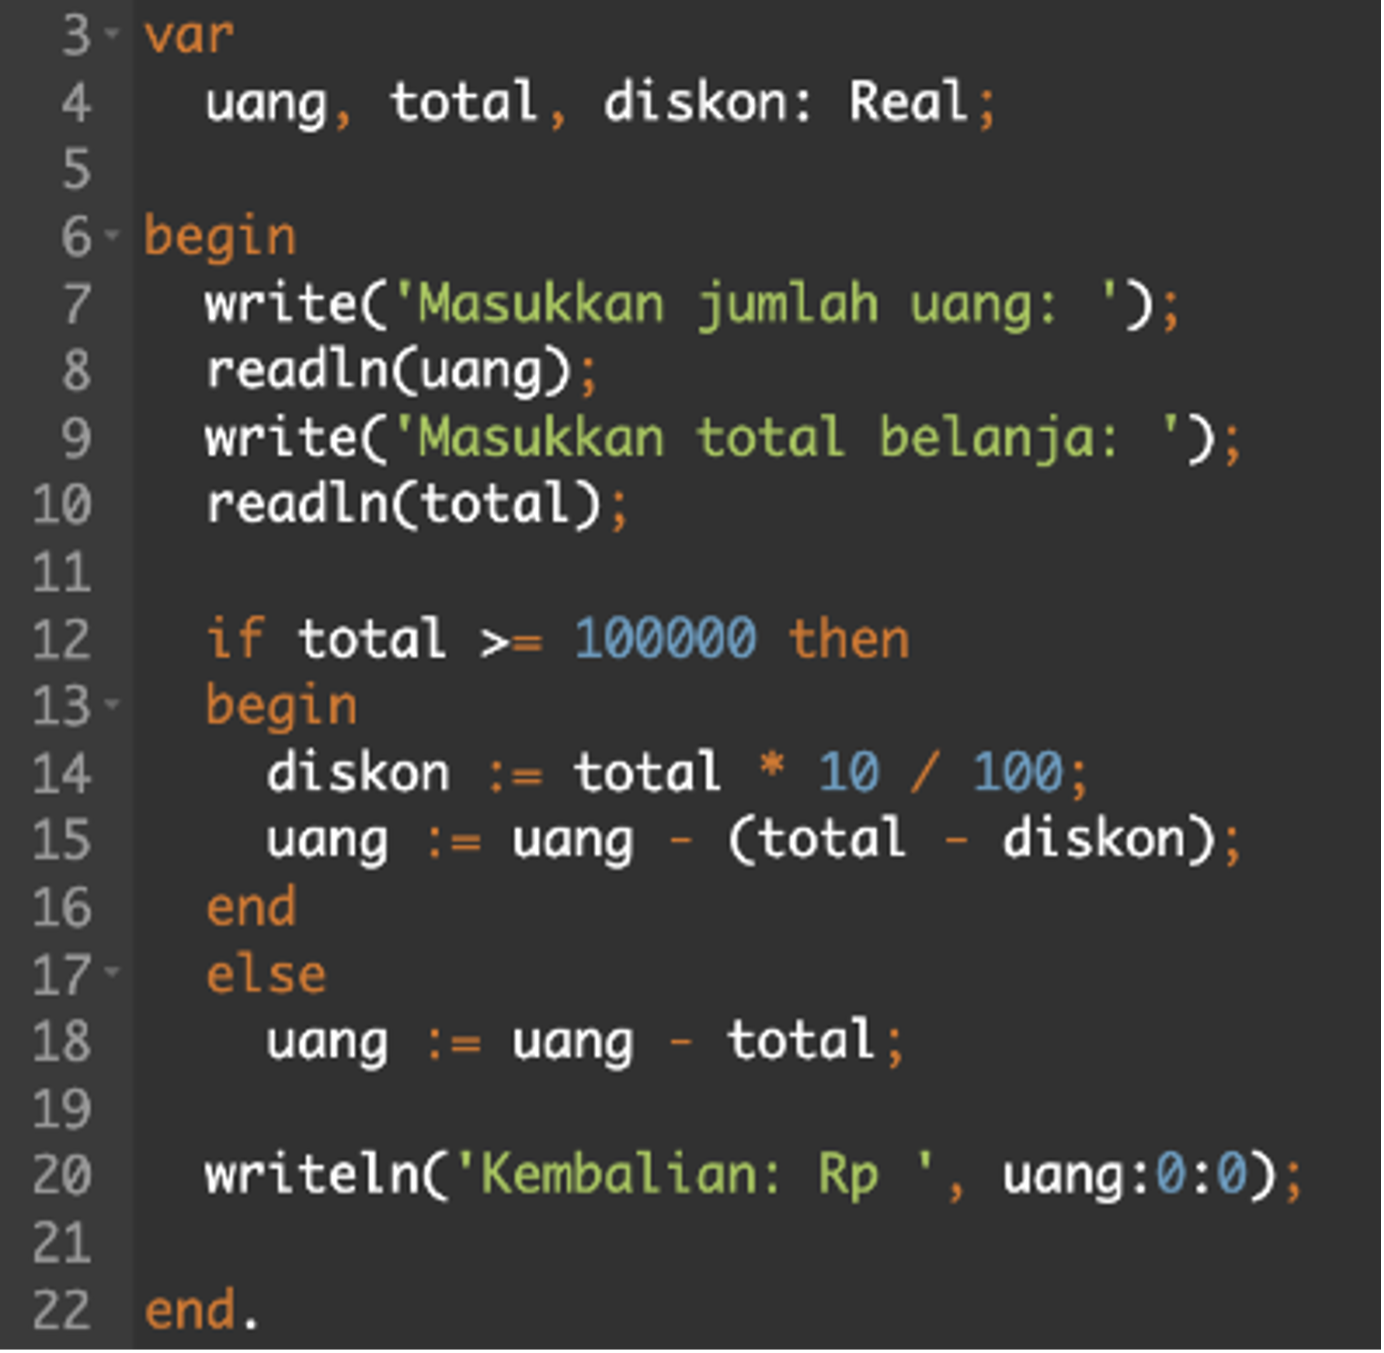 3 var
4 uang, total, diskon: Real;
5
6 begin
7 write('Masukkan jumlah uang: ');
8 readln(uang);
9 write('Masukkan total belanja: ');
10 readln(total);
11
12 if total >= 100000 then
13 begin
14 diskon := total * 10 / 100;
15 uang := uang - (total - diskon);
16 end
17 else
18 uang := uang - total;
19
20 writeln('Kembalian: Rp ', uang:0:0);
21
22 end.